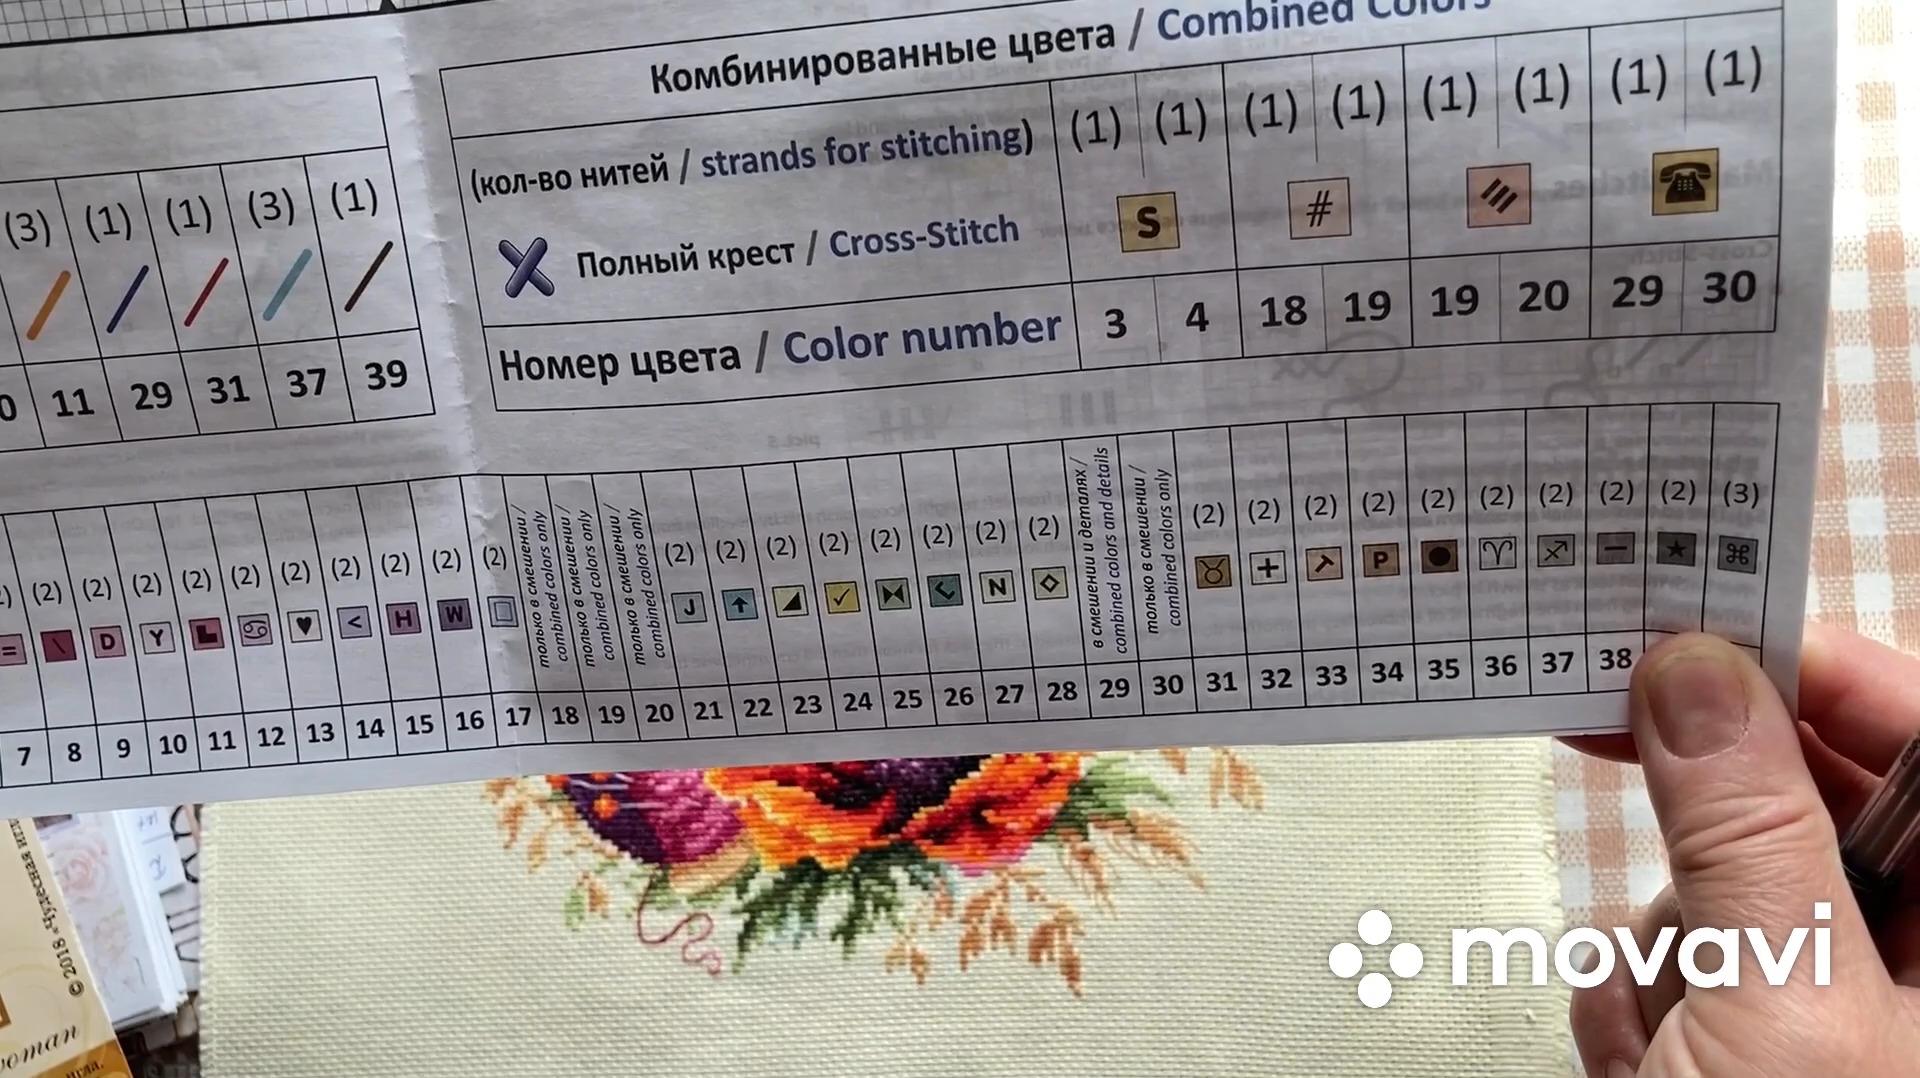 Комбинированные цвета / Combined Colors
(кол-во нитей / strands for stitching) (1) (1) (1) (1) (1) (1) (1) (1)
Полный крест / Cross-Stitch S #
Номер цвета / Color number 3 4 18 19 19 20 29 30
(3) (1) (1) (3) (1)
0 11 29 31 37 39
(2) (2) (2) (2) (2) (2) (2) (2) (2) (2)
только в смешении /
combined colors only
только в смешении /
combined colors only
только в смешении /
combined colors only
(2) (2) (2) (2) (2) (2) (2) (2)
в смешении и деталях /
combined colors and details
только в смешении /
combined colors only
(2) (2) (2) (2) (2) (2) (2) (2) (2) (3)
= \ D Y L < H W J ✓ N + P
7 8 9 10 11 12 13 14 15 16 17 18 19 20 21 22 23 24 25 26 27 28 29 30 31 32 33 34 35 36 37 38
© 2018 «Чудесная
oman
movavi